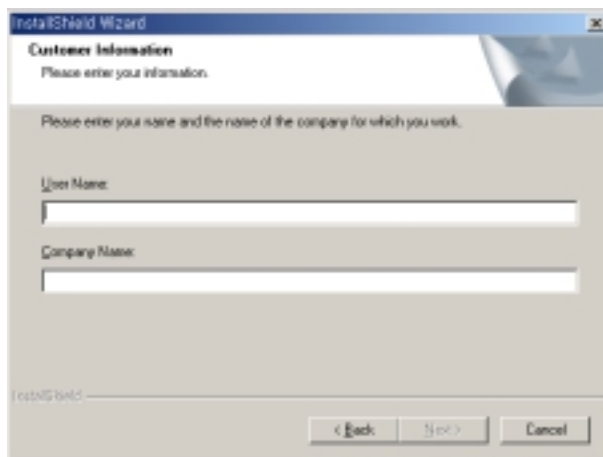 InstallShield Wizard
Customer Information
Please enter your information.
Please enter your name and the name of the company for which you work.
User Name:
Company Name:
InstallShield
< Back
Next >
Cancel